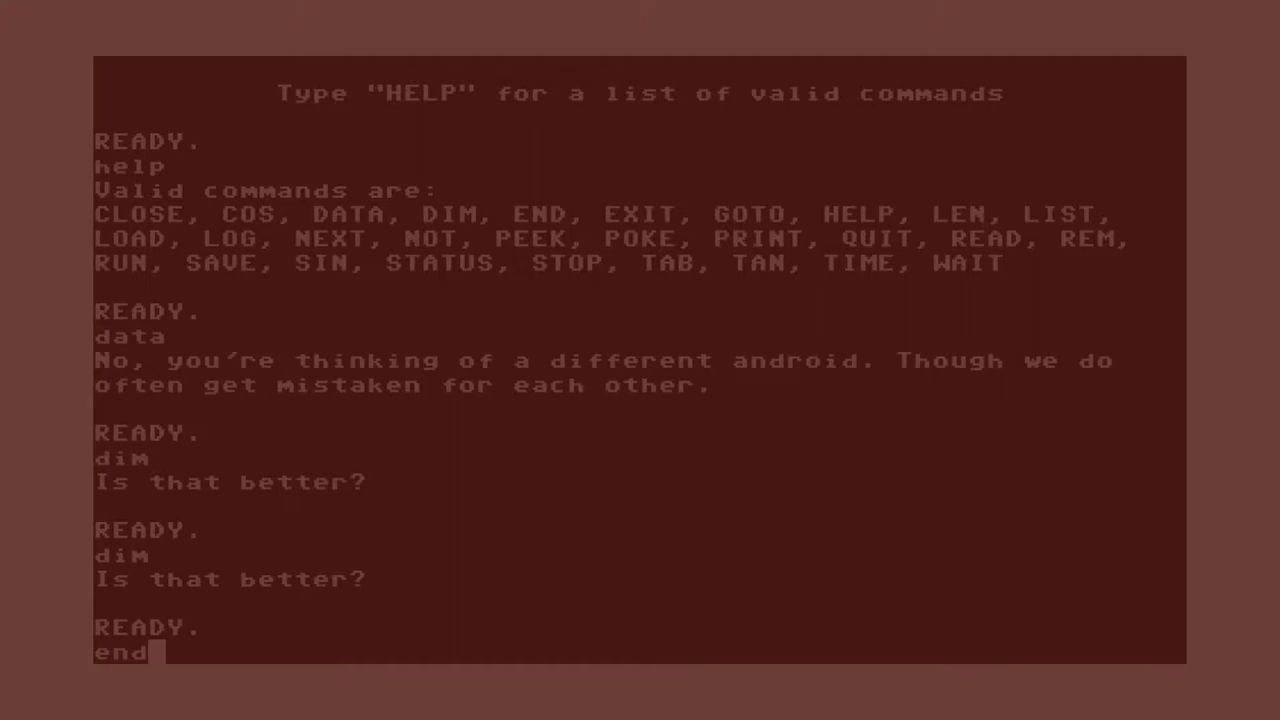 Type "HELP" for a list of valid commands
READY.
help
Valid commands are:
CLOSE, COS, DATA, DIM, END, EXIT, GOTO, HELP, LEN, LIST,
LOAD, LOG, NEXT, NOT, PEEK, POKE, PRINT, QUIT, READ, REM,
RUN, SAVE, SIN, STATUS, STOP, TAB, TAN, TIME, WAIT
READY.
data
No, you're thinking of a different android. Though we do
often get mistaken for each other.
READY.
dim
Is that better?
READY.
dim
Is that better?
READY.
end